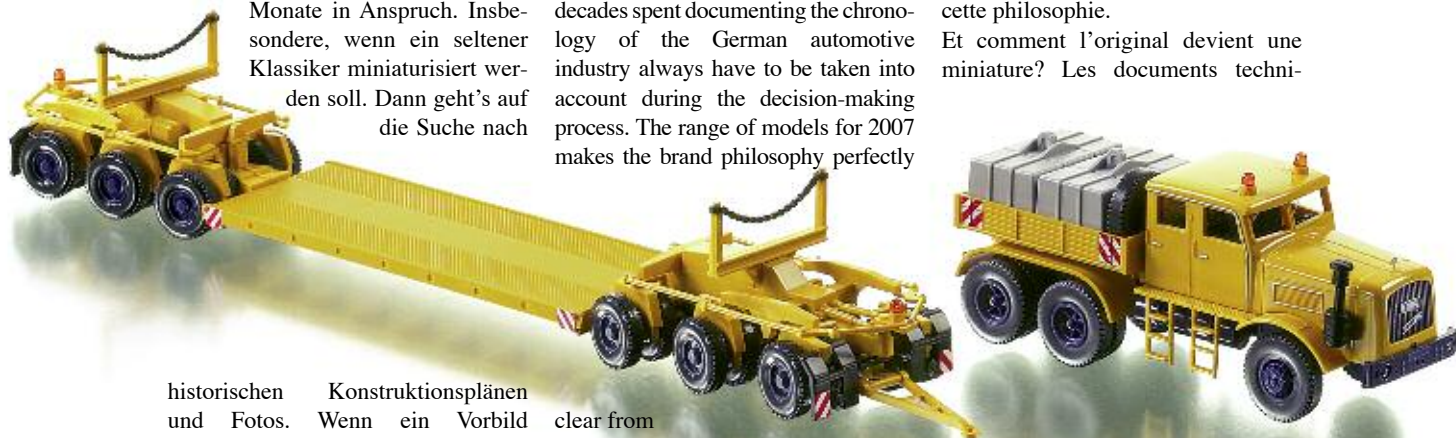 Monate in Anspruch. Insbe-
sondere, wenn ein seltener
Klassiker miniaturisiert wer-
den soll. Dann geht's auf
die Suche nach
historischen Konstruktionsplänen
und Fotos. Wenn ein Vorbild
decades spent documenting the chrono-
logy of the German automotive
industry always have to be taken into
account during the decision-making
process. The range of models for 2007
makes the brand philosophy perfectly
clear from
cette philosophie.
Et comment l'original devient une
miniature? Les documents techni-